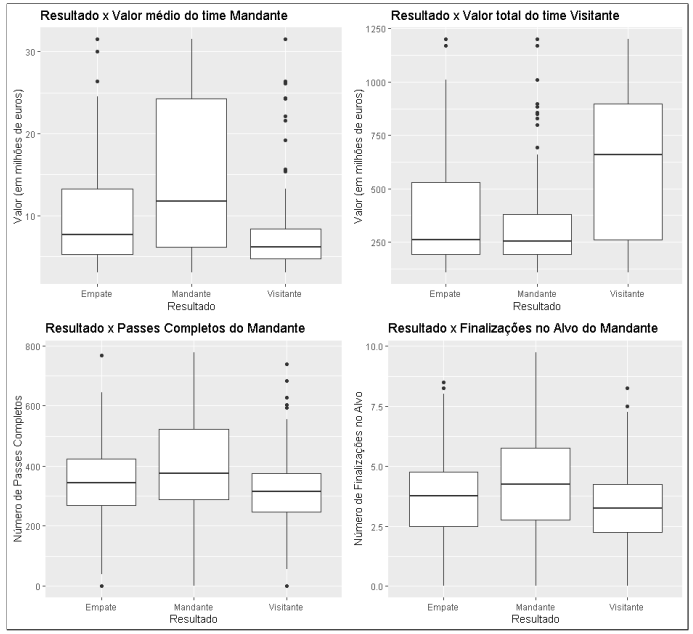 Resultado x Valor médio do time Mandante
Valor (em milhões de euros)
30
20
10
Empate Mandante Visitante
Resultado
Resultado x Valor total do time Visitante
Valor (em milhões de euros)
1250
1000
750
500
250
Empate Mandante Visitante
Resultado
Resultado x Passes Completos do Mandante
Número de Passes Completos
800
600
400
200
0
Empate Mandante Visitante
Resultado
Resultado x Finalizações no Alvo do Mandante
Número de Finalizações no Alvo
10.0
7.5
5.0
2.5
0.0
Empate Mandante Visitante
Resultado